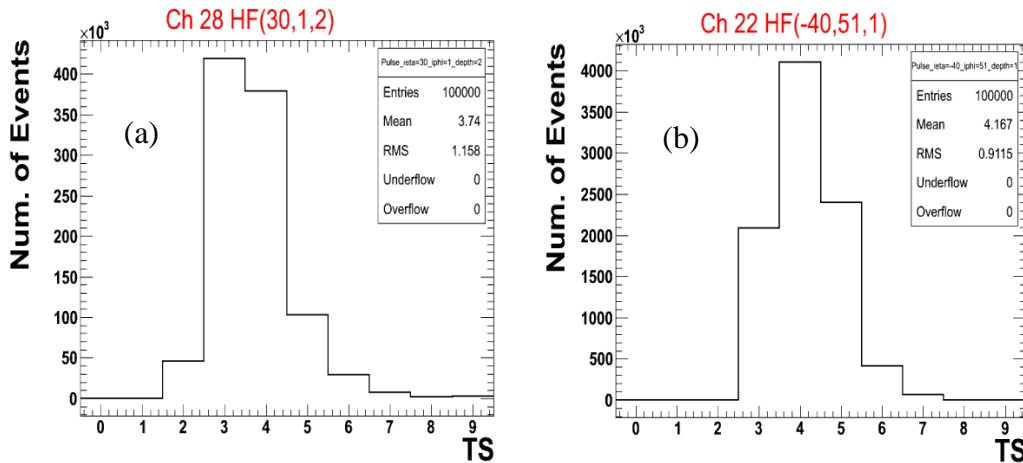 Ch 28 HF(30,1,2)
×10³
Num. of Events
400
350
300
250
200
150
100
50
0
(a)
Pulse_ieta=30_iphi=1_depth=2
Entries 100000
Mean 3.74
RMS 1.158
Underflow 0
Overflow 0
0 1 2 3 4 5 6 7 8 9
TS
Ch 22 HF(-40,51,1)
×10³
Num. of Events
4000
3500
3000
2500
2000
1500
1000
500
0
(b)
Pulse_ieta=-40_iphi=51_depth=1
Entries 100000
Mean 4.167
RMS 0.9115
Underflow 0
Overflow 0
0 1 2 3 4 5 6 7 8 9
TS